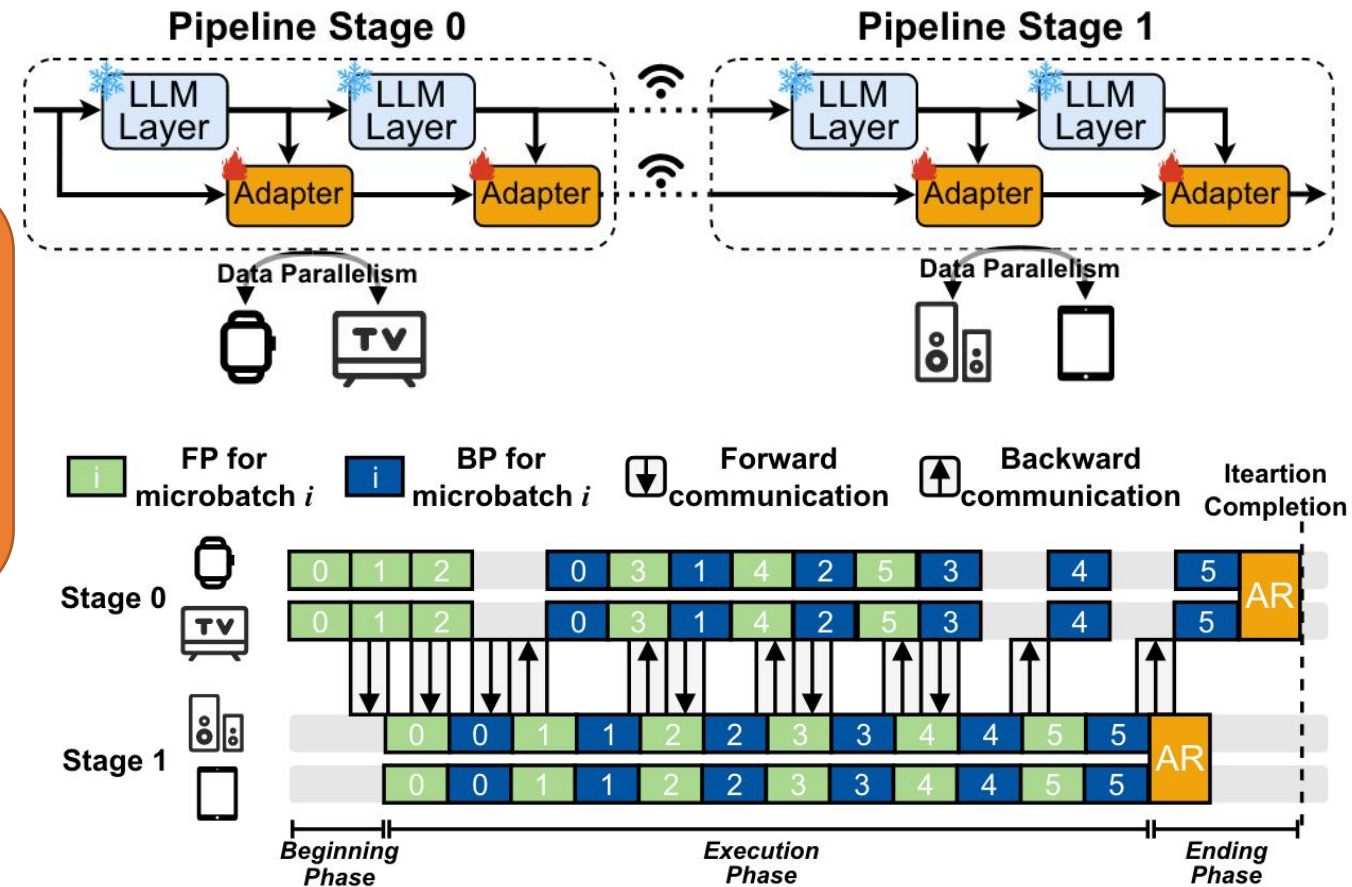 Pipeline Stage 0
Pipeline Stage 1
LLM Layer
LLM Layer
LLM Layer
LLM Layer
Adapter
Adapter
Adapter
Adapter
Data Parallelism
Data Parallelism
TV
i FP for microbatch i
i BP for microbatch i
Forward communication
Backward communication
Iteartion Completion
Stage 0
0 1 2 0 3 1 4 2 5 3 4 5 AR
TV
0 1 2 0 3 1 4 2 5 3 4 5
Stage 1
0 0 1 1 2 2 3 3 4 4 5 5 AR
0 0 1 1 2 2 3 3 4 4 5 5
Beginning Phase
Execution Phase
Ending Phase